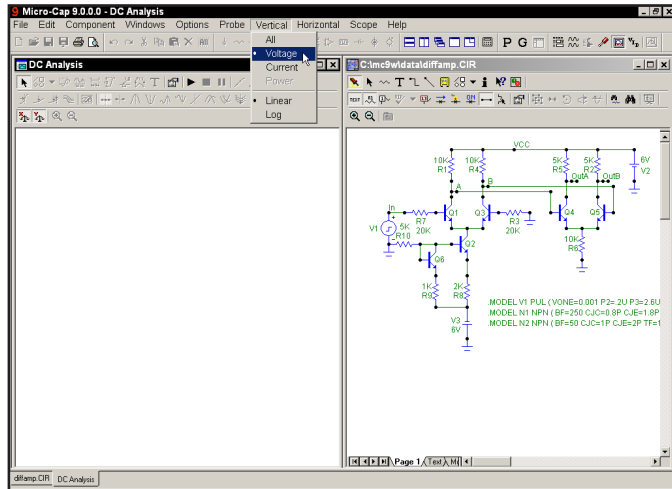 9 Micro-Cap 9.0.0.0 - DC Analysis
File Edit Component Windows Options Probe Vertical Horizontal Scope Help
All
Voltage
Current
Power
Linear
Log
DC Analysis
C:\mc9w\data\diffamp.CIR
T
P G
TEXT
VCC
10K
R1
10K
R4
5K
R5
5K
R2
6V
V2
OutA
OutB
A
B
In
R7
20K
Q1
Q3
R3
20K
Q4
Q5
V1
5K
R10
Q2
10K
R6
Q6
1K
R9
2K
R8
V3
6V
.MODEL V1 PUL ( VONE=0.001 P2=.2U P3=2.6U
.MODEL N1 NPN ( BF=250 CJC=0.8P CJE=1.8P
.MODEL N2 NPN ( BF=50 CJC=1P CJE=2P TF=1
Page 1 Text
diffamp.CIR DC Analysis